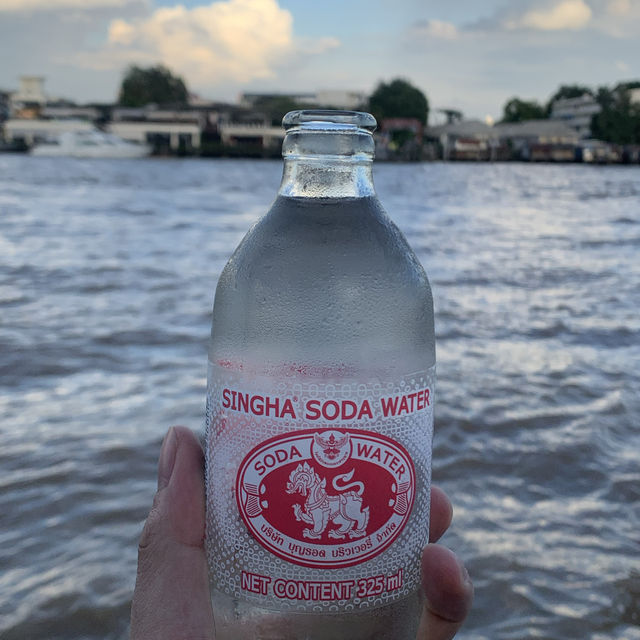 SINGHA® SODA WATER
SODA WATER
บริษัท บุญรอด บริวเวอรี่ จำกัด
NET CONTENT 325 ml